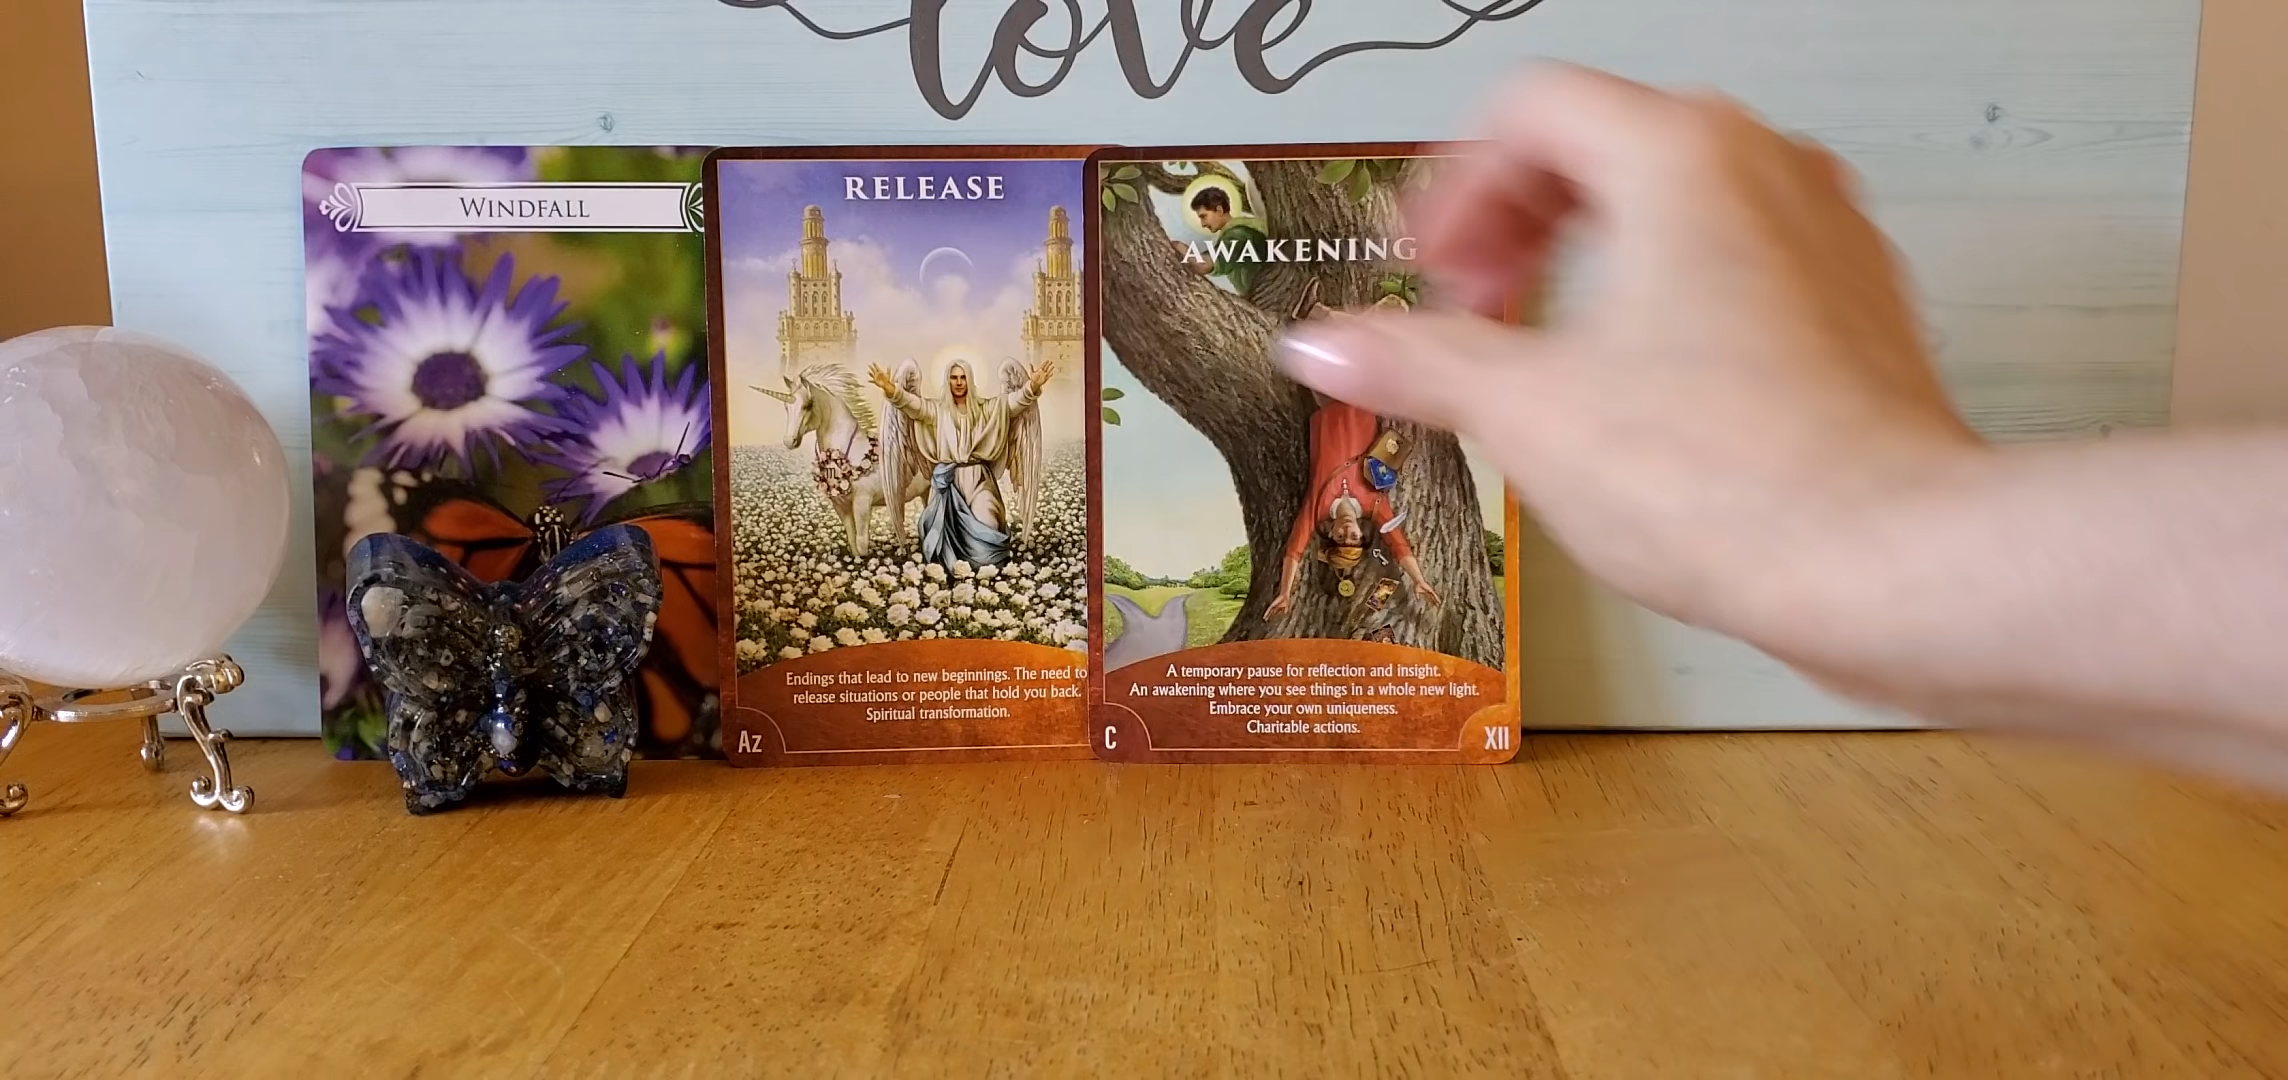 love
WINDFALL
RELEASE
Endings that lead to new beginnings. The need to
release situations or people that hold you back.
Spiritual transformation.
Az
AWAKENING
A temporary pause for reflection and insight.
An awakening where you see things in a whole new light.
Embrace your own uniqueness.
Charitable actions.
C
XII